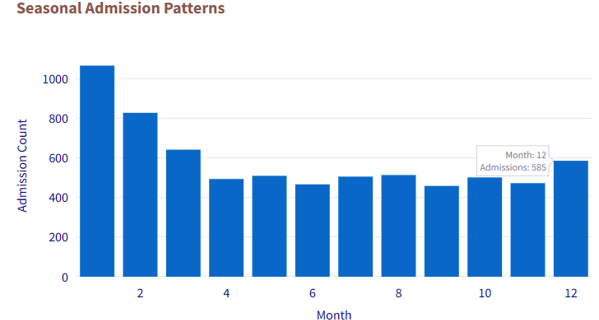 Seasonal Admission Patterns
Admission Count
1000
800
600
400
200
0
Month: 12
Admissions: 585
2 4 6 8 10 12
Month